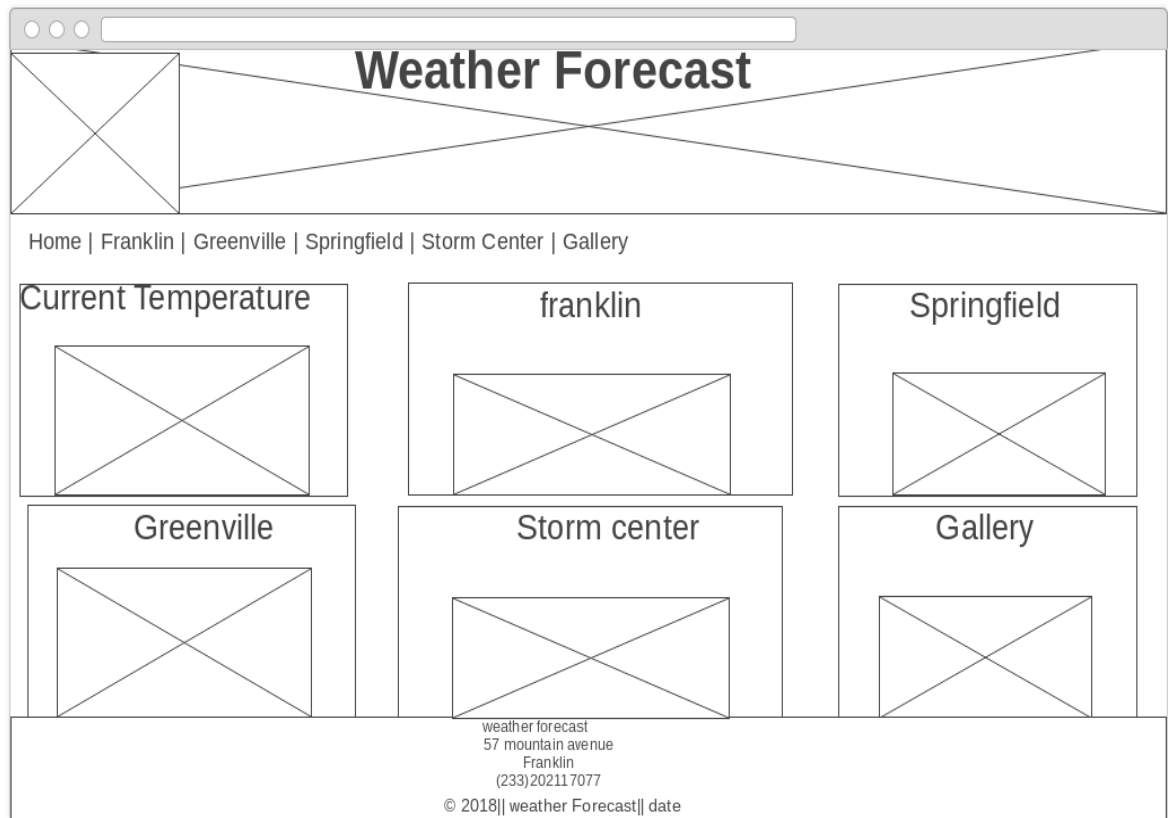 Weather Forecast
Home | Franklin | Greenville | Springfield | Storm Center | Gallery
Current Temperature
franklin
Springfield
Greenville
Storm center
Gallery
weather forecast
57 mountain avenue
Franklin
(233)202117077
© 2018|| weather Forecast|| date